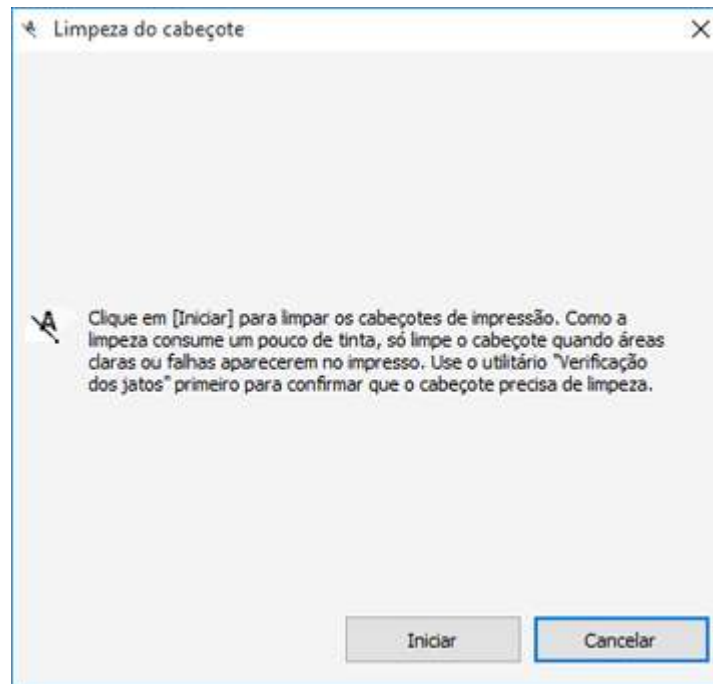 Limpeza do cabeçote
Clique em [Iniciar] para limpar os cabeçotes de impressão. Como a
limpeza consume um pouco de tinta, só limpe o cabeçote quando áreas
claras ou falhas aparecerem no impresso. Use o utilitário "Verificação
dos jatos" primeiro para confirmar que o cabeçote precisa de limpeza.
Iniciar
Cancelar